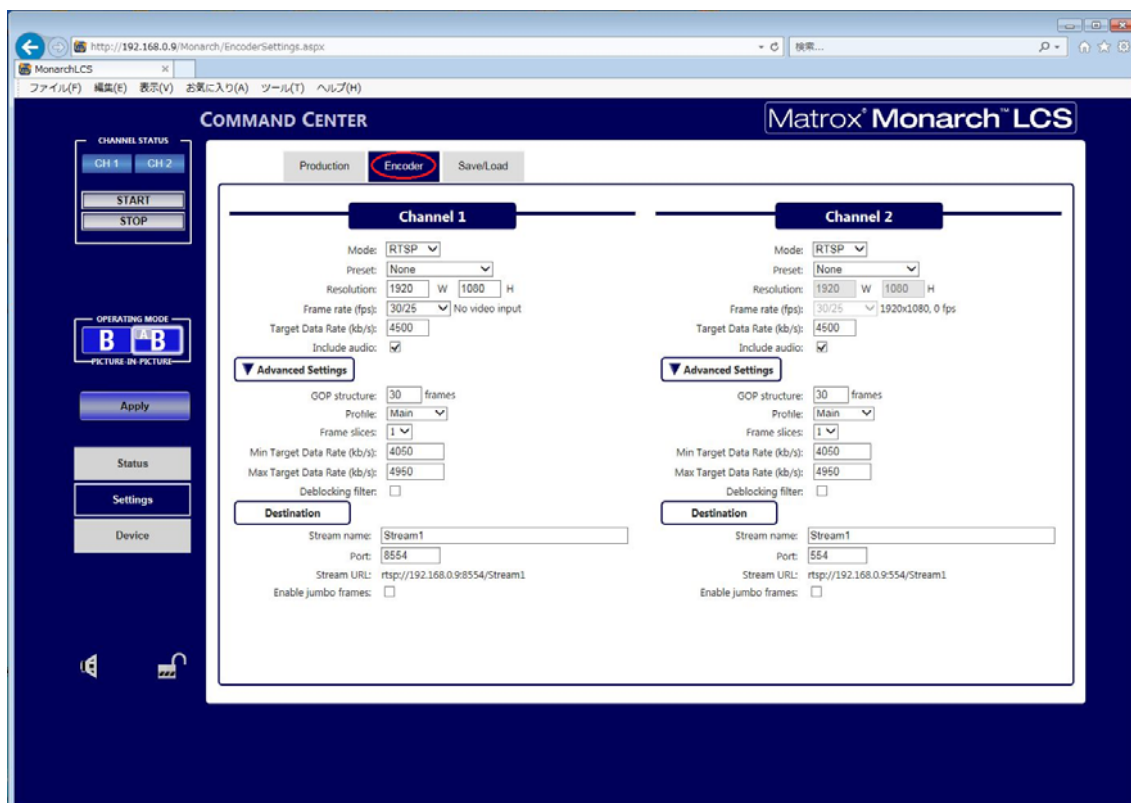 http://192.168.0.9/Monarch/EncoderSettings.aspx
検索...
MonarchLCS
ファイル(F) 編集(E) 表示(V) お気に入り(A) ツール(T) ヘルプ(H)
COMMAND CENTER
Matrox® Monarch™ LCS
CHANNEL STATUS
CH 1 CH 2
START
STOP
OPERATING MODE
B A B
PICTURE-IN-PICTURE
Apply
Status
Settings
Device
Production Encoder Save/Load
Channel 1
Mode: RTSP
Preset: None
Resolution: 1920 W 1080 H
Frame rate (fps): 30/25 No video input
Target Data Rate (kb/s): 4500
Include audio:
Advanced Settings
GOP structure: 30 frames
Profile: Main
Frame slices: 1
Min Target Data Rate (kb/s): 4050
Max Target Data Rate (kb/s): 4950
Deblocking filter:
Destination
Stream name: Stream1
Port: 8554
Stream URL: rtsp://192.168.0.9:8554/Stream1
Enable jumbo frames:
Channel 2
Mode: RTSP
Preset: None
Resolution: 1920 W 1080 H
Frame rate (fps): 30/25 1920x1080, 0 fps
Target Data Rate (kb/s): 4500
Include audio:
Advanced Settings
GOP structure: 30 frames
Profile: Main
Frame slices: 1
Min Target Data Rate (kb/s): 4050
Max Target Data Rate (kb/s): 4950
Deblocking filter:
Destination
Stream name: Stream1
Port: 554
Stream URL: rtsp://192.168.0.9:554/Stream1
Enable jumbo frames: